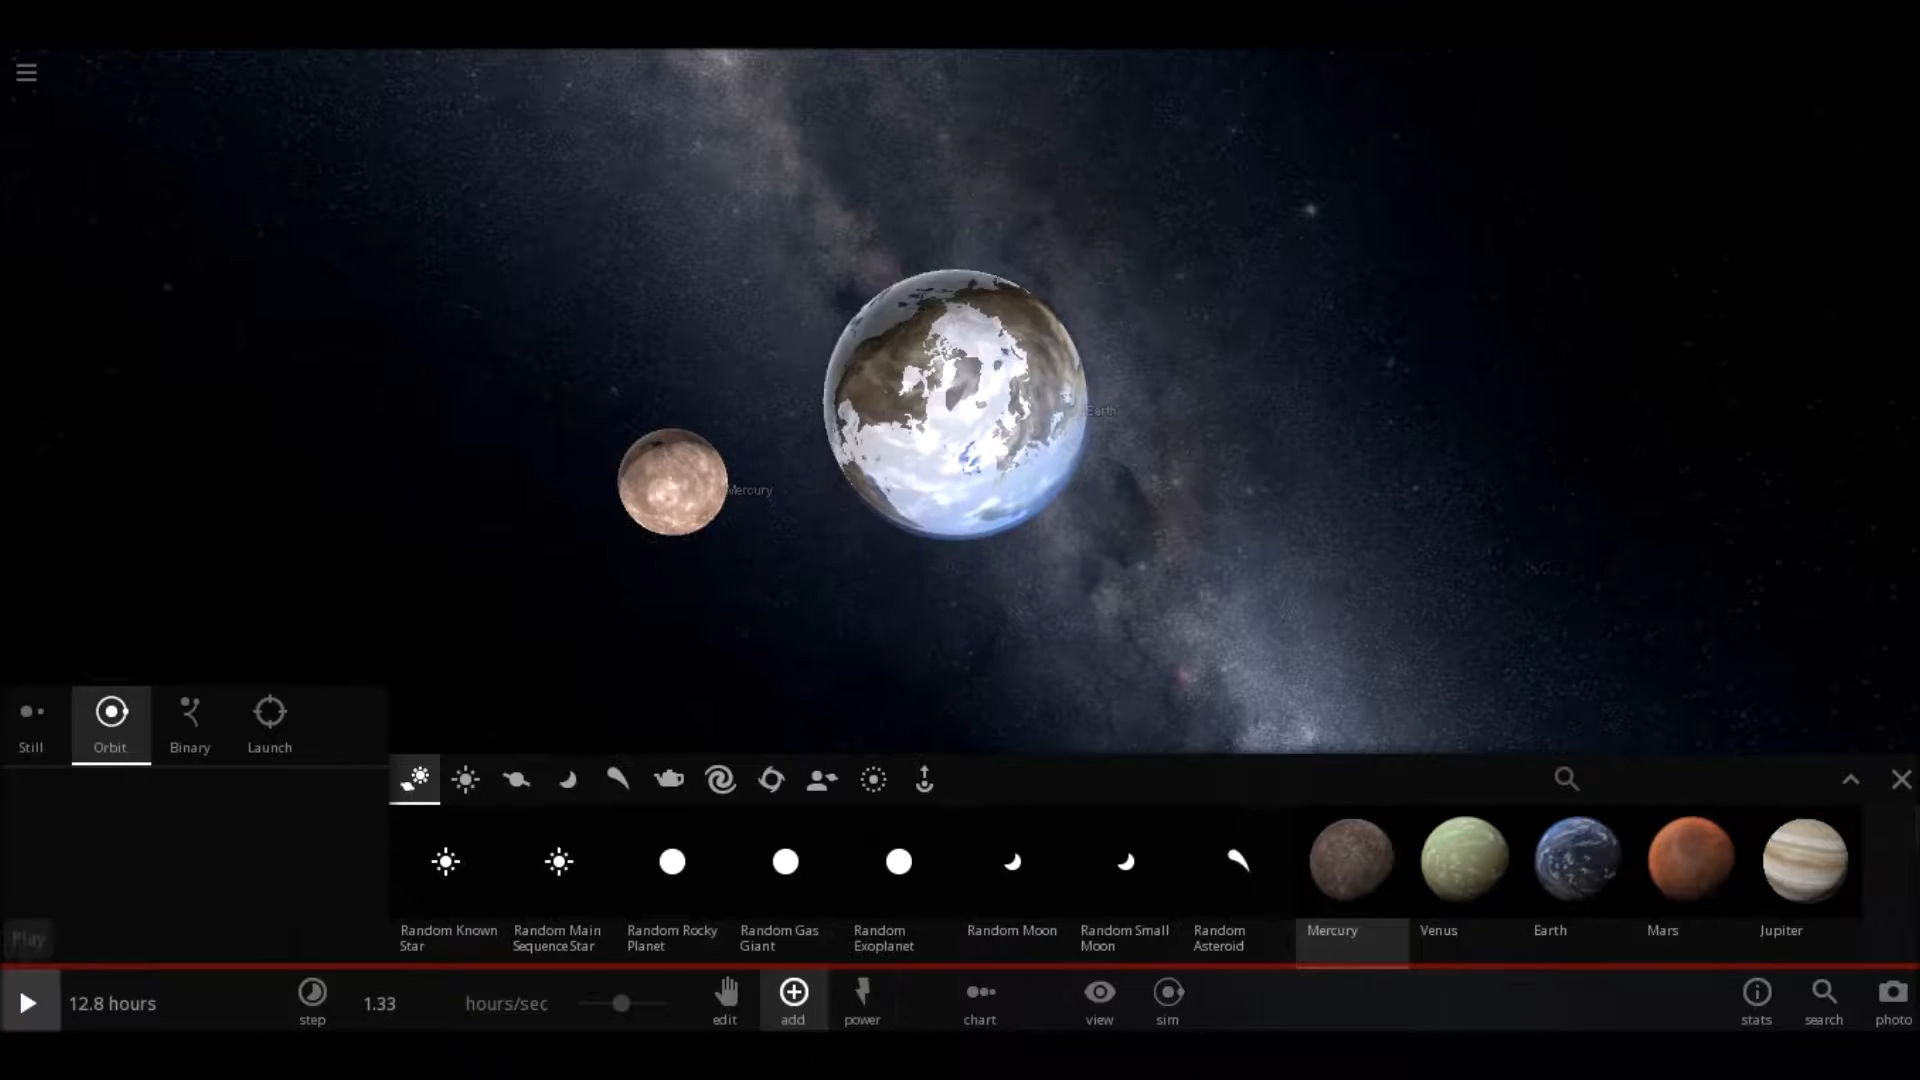 Earth
Mercury
Still
Orbit
Binary
Launch
Random Known
Star
Random Main
Sequence Star
Random Rocky
Planet
Random Gas
Giant
Random
Exoplanet
Random Moon
Random Small
Moon
Random
Asteroid
Mercury
Venus
Earth
Mars
Jupiter
Play
12.8 hours
step
1.33
hours/sec
edit
add
power
chart
view
sim
stats
search
photo